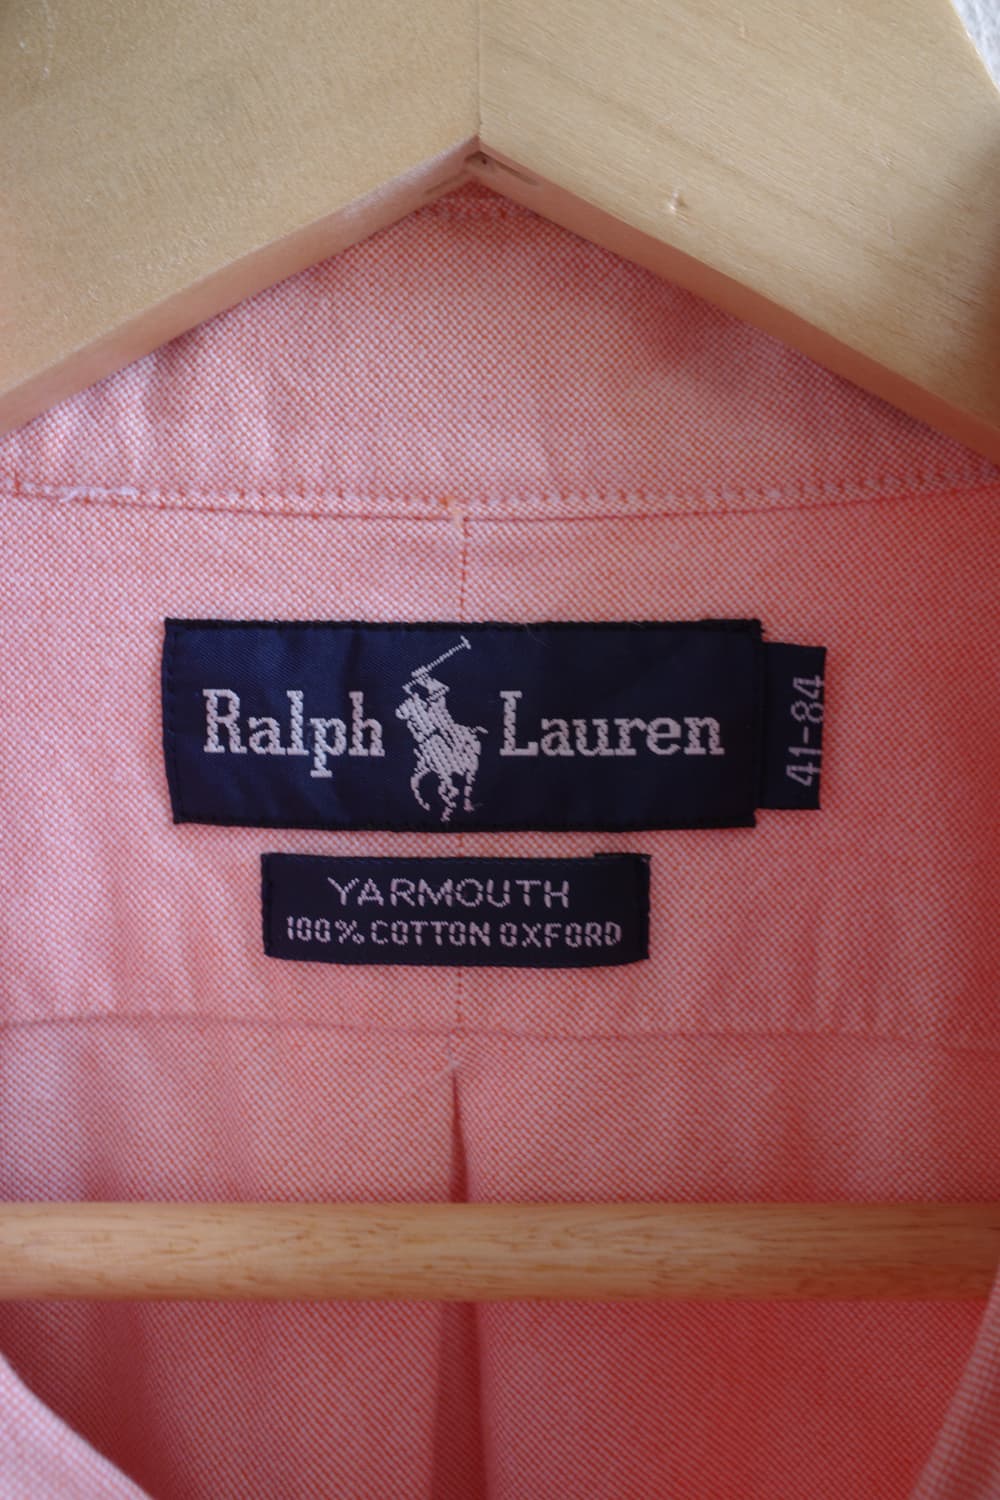 Ralph Lauren
41-84
YARMOUTH
100% COTTON OXFORD